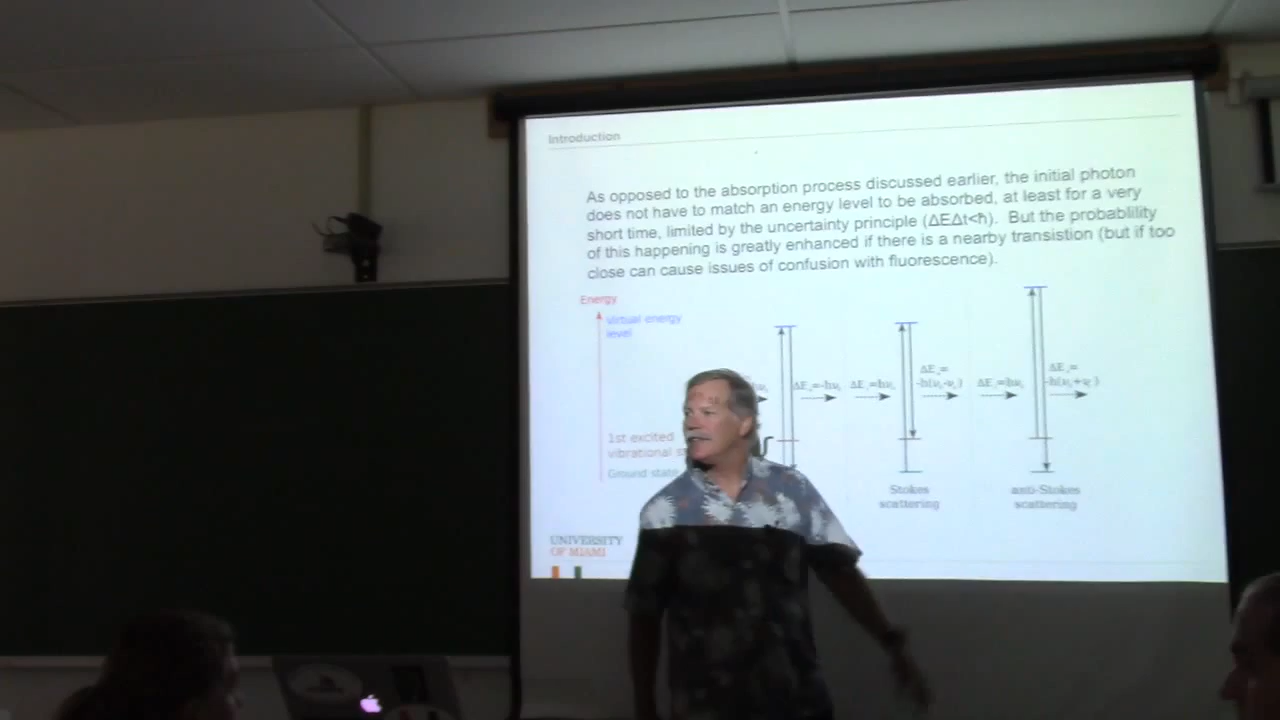 Introduction
As opposed to the absorption process discussed earlier, the initial photon
does not have to match an energy level to be absorbed, at least for a very
short time, limited by the uncertainty principle (ΔEΔt<ħ). But the probablility
of this happening is greatly enhanced if there is a nearby transistion (but if too
close can cause issues of confusion with fluorescence).
Energy
Virtual energy
level
1st excited
vibrational
Ground state
Stokes
scattering
anti-Stokes
scattering
UNIVERSITY
OF MIAMI